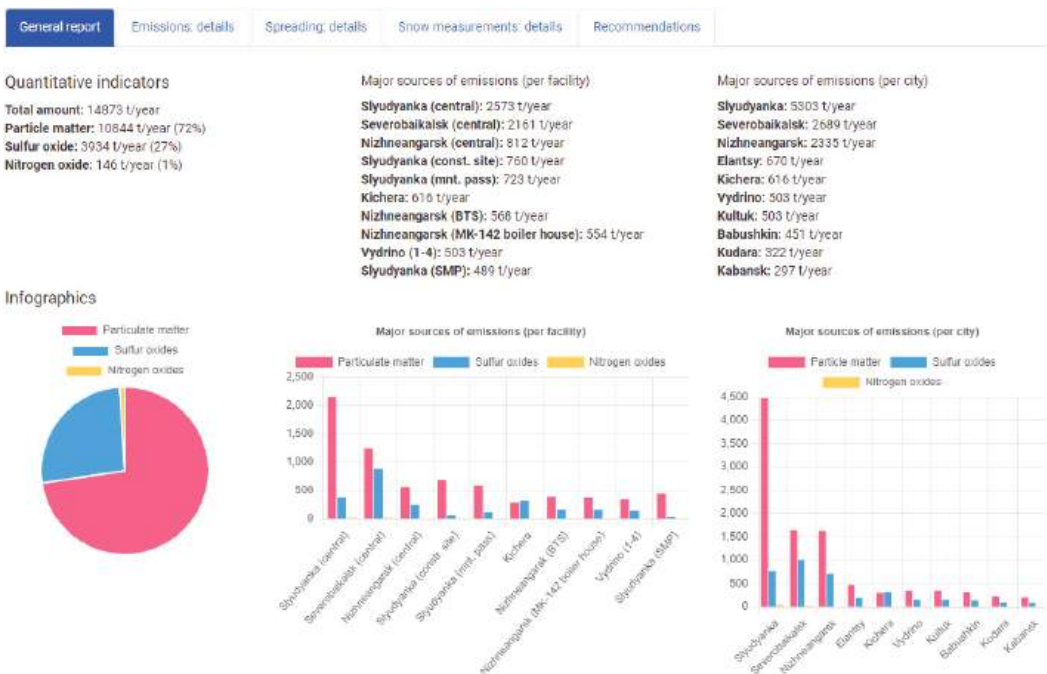 General report
Emissions: details
Spreading: details
Snow measurements: details
Recommendations
Quantitative indicators
Total amount: 14873 t/year
Particle matter: 10844 t/year (72%)
Sulfur oxide: 3934 t/year (27%)
Nitrogen oxide: 146 t/year (1%)
Major sources of emissions (per facility)
Slyudyanka (central): 2573 t/year
Severobaikalsk (central): 2161 t/year
Nizhneangarsk (central): 812 t/year
Slyudyanka (const. site): 760 t/year
Slyudyanka (mnt. pass): 723 t/year
Kichera: 616 t/year
Nizhneangarsk (BTS): 568 t/year
Nizhneangarsk (MK-142 boiler house): 554 t/year
Vydrino (1-4): 503 t/year
Slyudyanka (SMP): 489 t/year
Major sources of emissions (per city)
Slyudyanka: 5303 t/year
Severobaikalsk: 2689 t/year
Nizhneangarsk: 2335 t/year
Elantsy: 670 t/year
Kichera: 616 t/year
Vydrino: 503 t/year
Kultuk: 503 t/year
Babushkin: 451 t/year
Kudara: 322 t/year
Kabansk: 297 t/year
Infographics
Particulate matter
Sulfur oxides
Nitrogen oxides
Major sources of emissions (per facility)
Particulate matter
Sulfur oxides
Nitrogen oxides
2,500
2,000
1,500
1,000
500
0
Slyudyanka (central)
Severobaikalsk (central)
Nizhneangarsk (central)
Slyudyanka (constr. site)
Slyudyanka (mnt. pass)
Kichera
Nizhneangarsk (BTS)
Nizhneangarsk (MK-142 boiler house)
Vydrino (1-4)
Slyudyanka (SMP)
Major sources of emissions (per city)
Particle matter
Sulfur oxides
Nitrogen oxides
4,500
4,000
3,500
3,000
2,500
2,000
1,500
1,000
500
0
Slyudyanka
Severobaikalsk
Nizhneangarsk
Elantsy
Kichera
Vydrino
Kultuk
Babushkin
Kudara
Kabansk